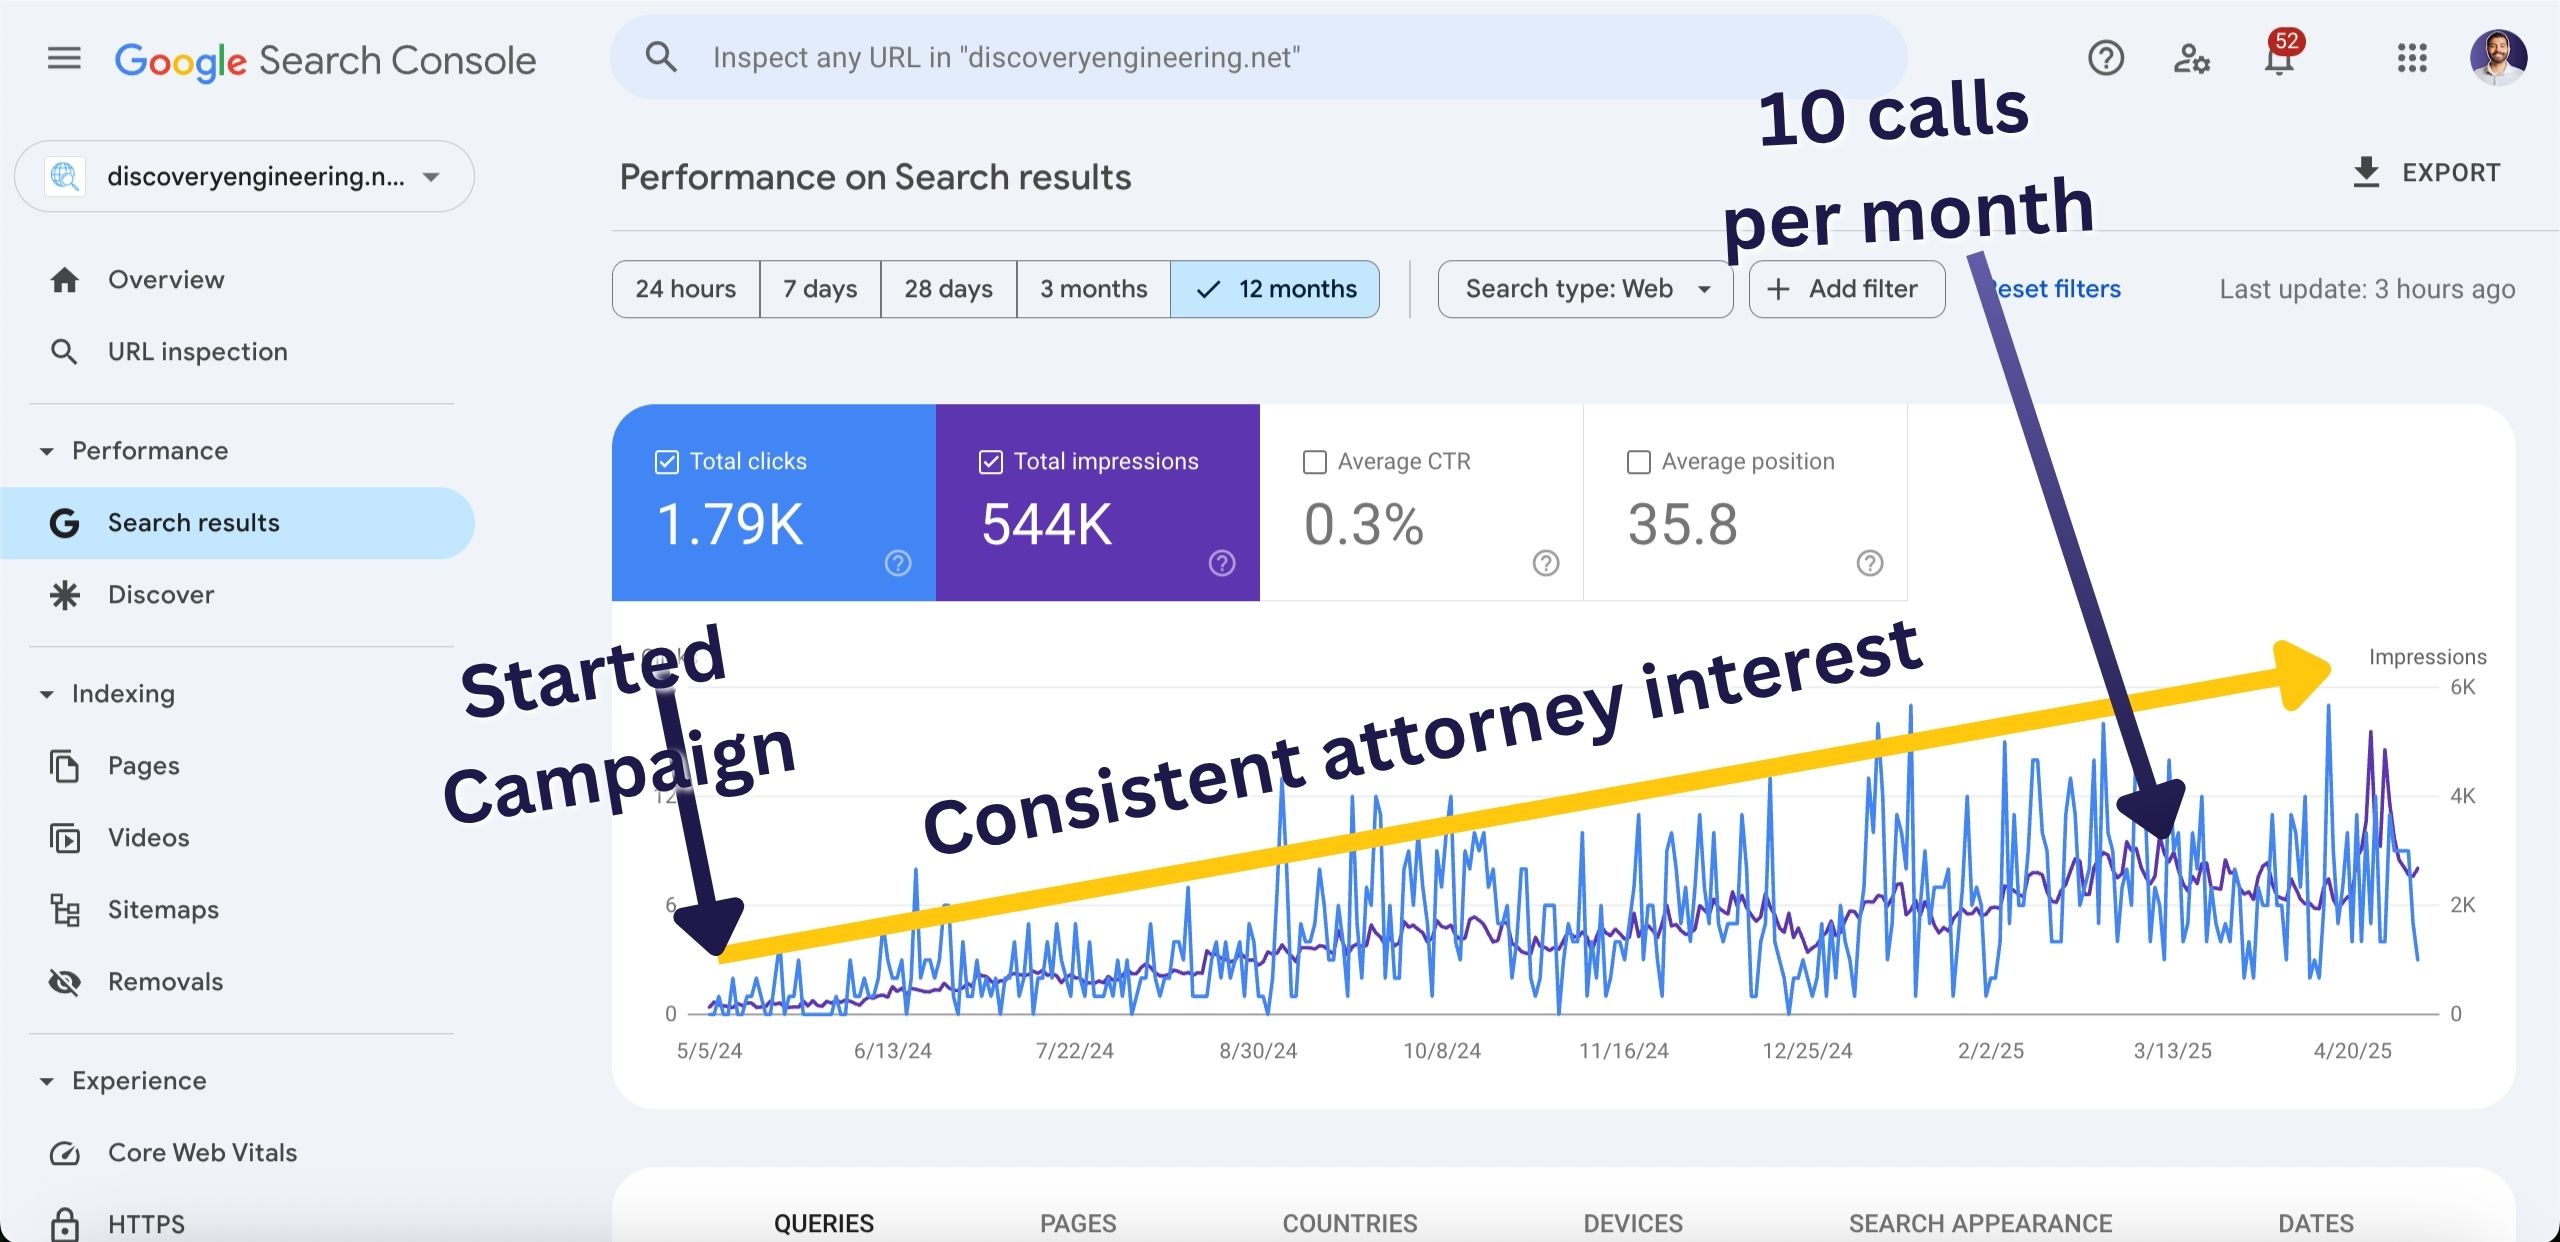 Google Search Console
Inspect any URL in "discoveryengineering.net"
52
discoveryengineering.n...
Overview
URL inspection
Performance
Search results
Discover
Indexing
Pages
Videos
Sitemaps
Removals
Experience
Core Web Vitals
HTTPS
Performance on Search results
EXPORT
10 calls
per month
24 hours
7 days
28 days
3 months
12 months
Search type: Web
Add filter
eset filters
Last update: 3 hours ago
Total clicks
1.79K
Total impressions
544K
Average CTR
0.3%
Average position
35.8
Started
Campaign
Consistent attorney interest
Impressions
6K
12
4K
6
2K
0
0
5/5/24
6/13/24
7/22/24
8/30/24
10/8/24
11/16/24
12/25/24
2/2/25
3/13/25
4/20/25
QUERIES
PAGES
COUNTRIES
DEVICES
SEARCH APPEARANCE
DATES